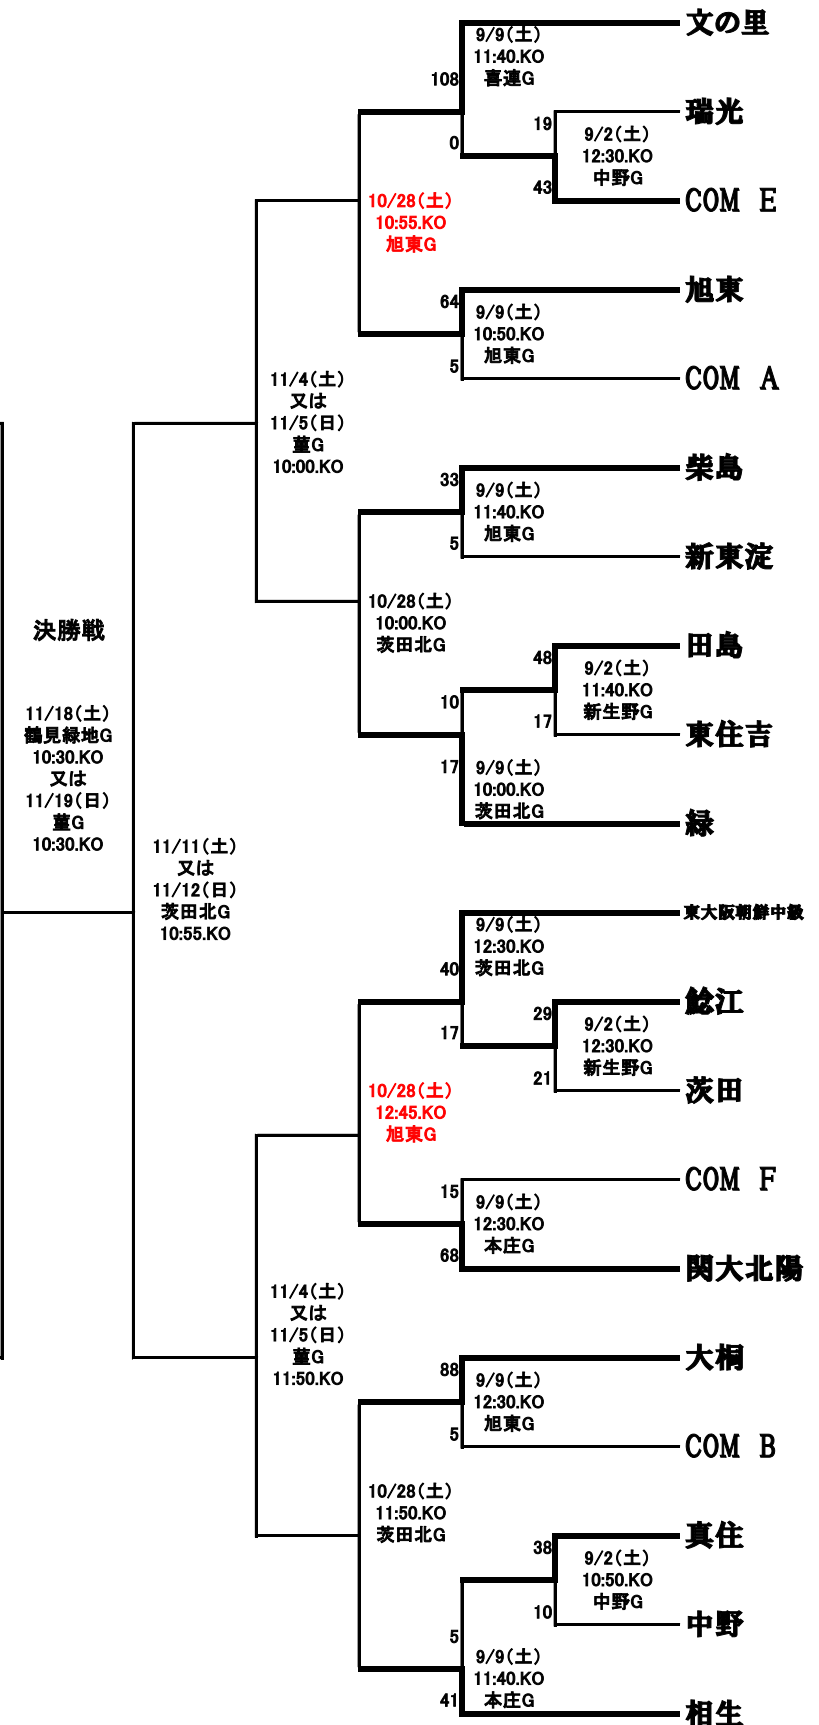 文の里
9/9(土)
11:40.KO
喜連G
108
0
瑞光
19
9/2(土)
12:30.KO
中野G
43
COM E
10/28(土)
10:55.KO
旭東G
旭東
64
9/9(土)
10:50.KO
旭東G
5
COM A
11/4(土)
又は
11/5(日)
菫G
10:00.KO
柴島
33
9/9(土)
11:40.KO
旭東G
5
新東淀
10/28(土)
10:00.KO
茨田北G
田島
48
9/2(土)
11:40.KO
新生野G
17
東住吉
10
17
9/9(土)
10:00.KO
茨田北G
緑
決勝戦
11/18(土)
鶴見緑地G
10:30.KO
又は
11/19(日)
菫G
10:30.KO
11/11(土)
又は
11/12(日)
茨田北G
10:55.KO
東大阪朝鮮中級
9/9(土)
12:30.KO
茨田北G
40
17
鯰江
29
9/2(土)
12:30.KO
新生野G
21
茨田
10/28(土)
12:45.KO
旭東G
COM F
15
9/9(土)
12:30.KO
本庄G
68
関大北陽
11/4(土)
又は
11/5(日)
菫G
11:50.KO
大桐
88
9/9(土)
12:30.KO
旭東G
5
COM B
10/28(土)
11:50.KO
茨田北G
真住
38
9/2(土)
10:50.KO
中野G
10
中野
5
9/9(土)
11:40.KO
本庄G
41
相生